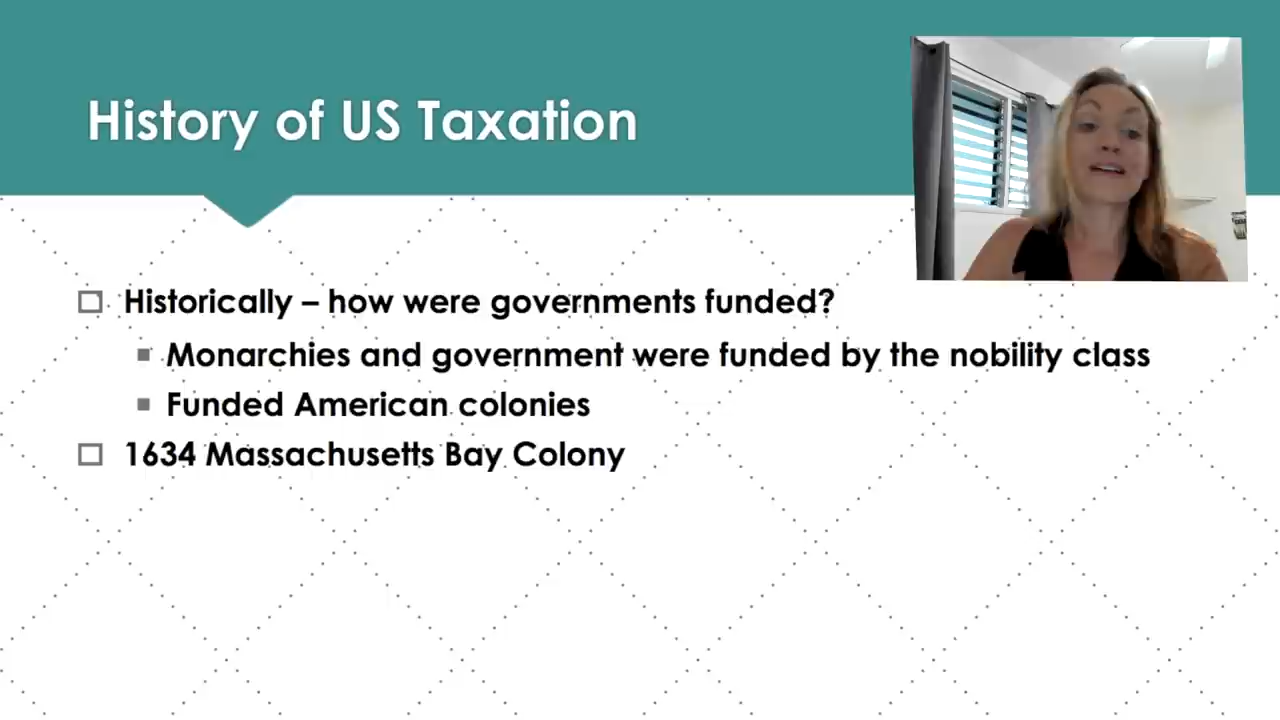 History of US Taxation
Historically – how were governments funded?
Monarchies and government were funded by the nobility class
Funded American colonies
1634 Massachusetts Bay Colony